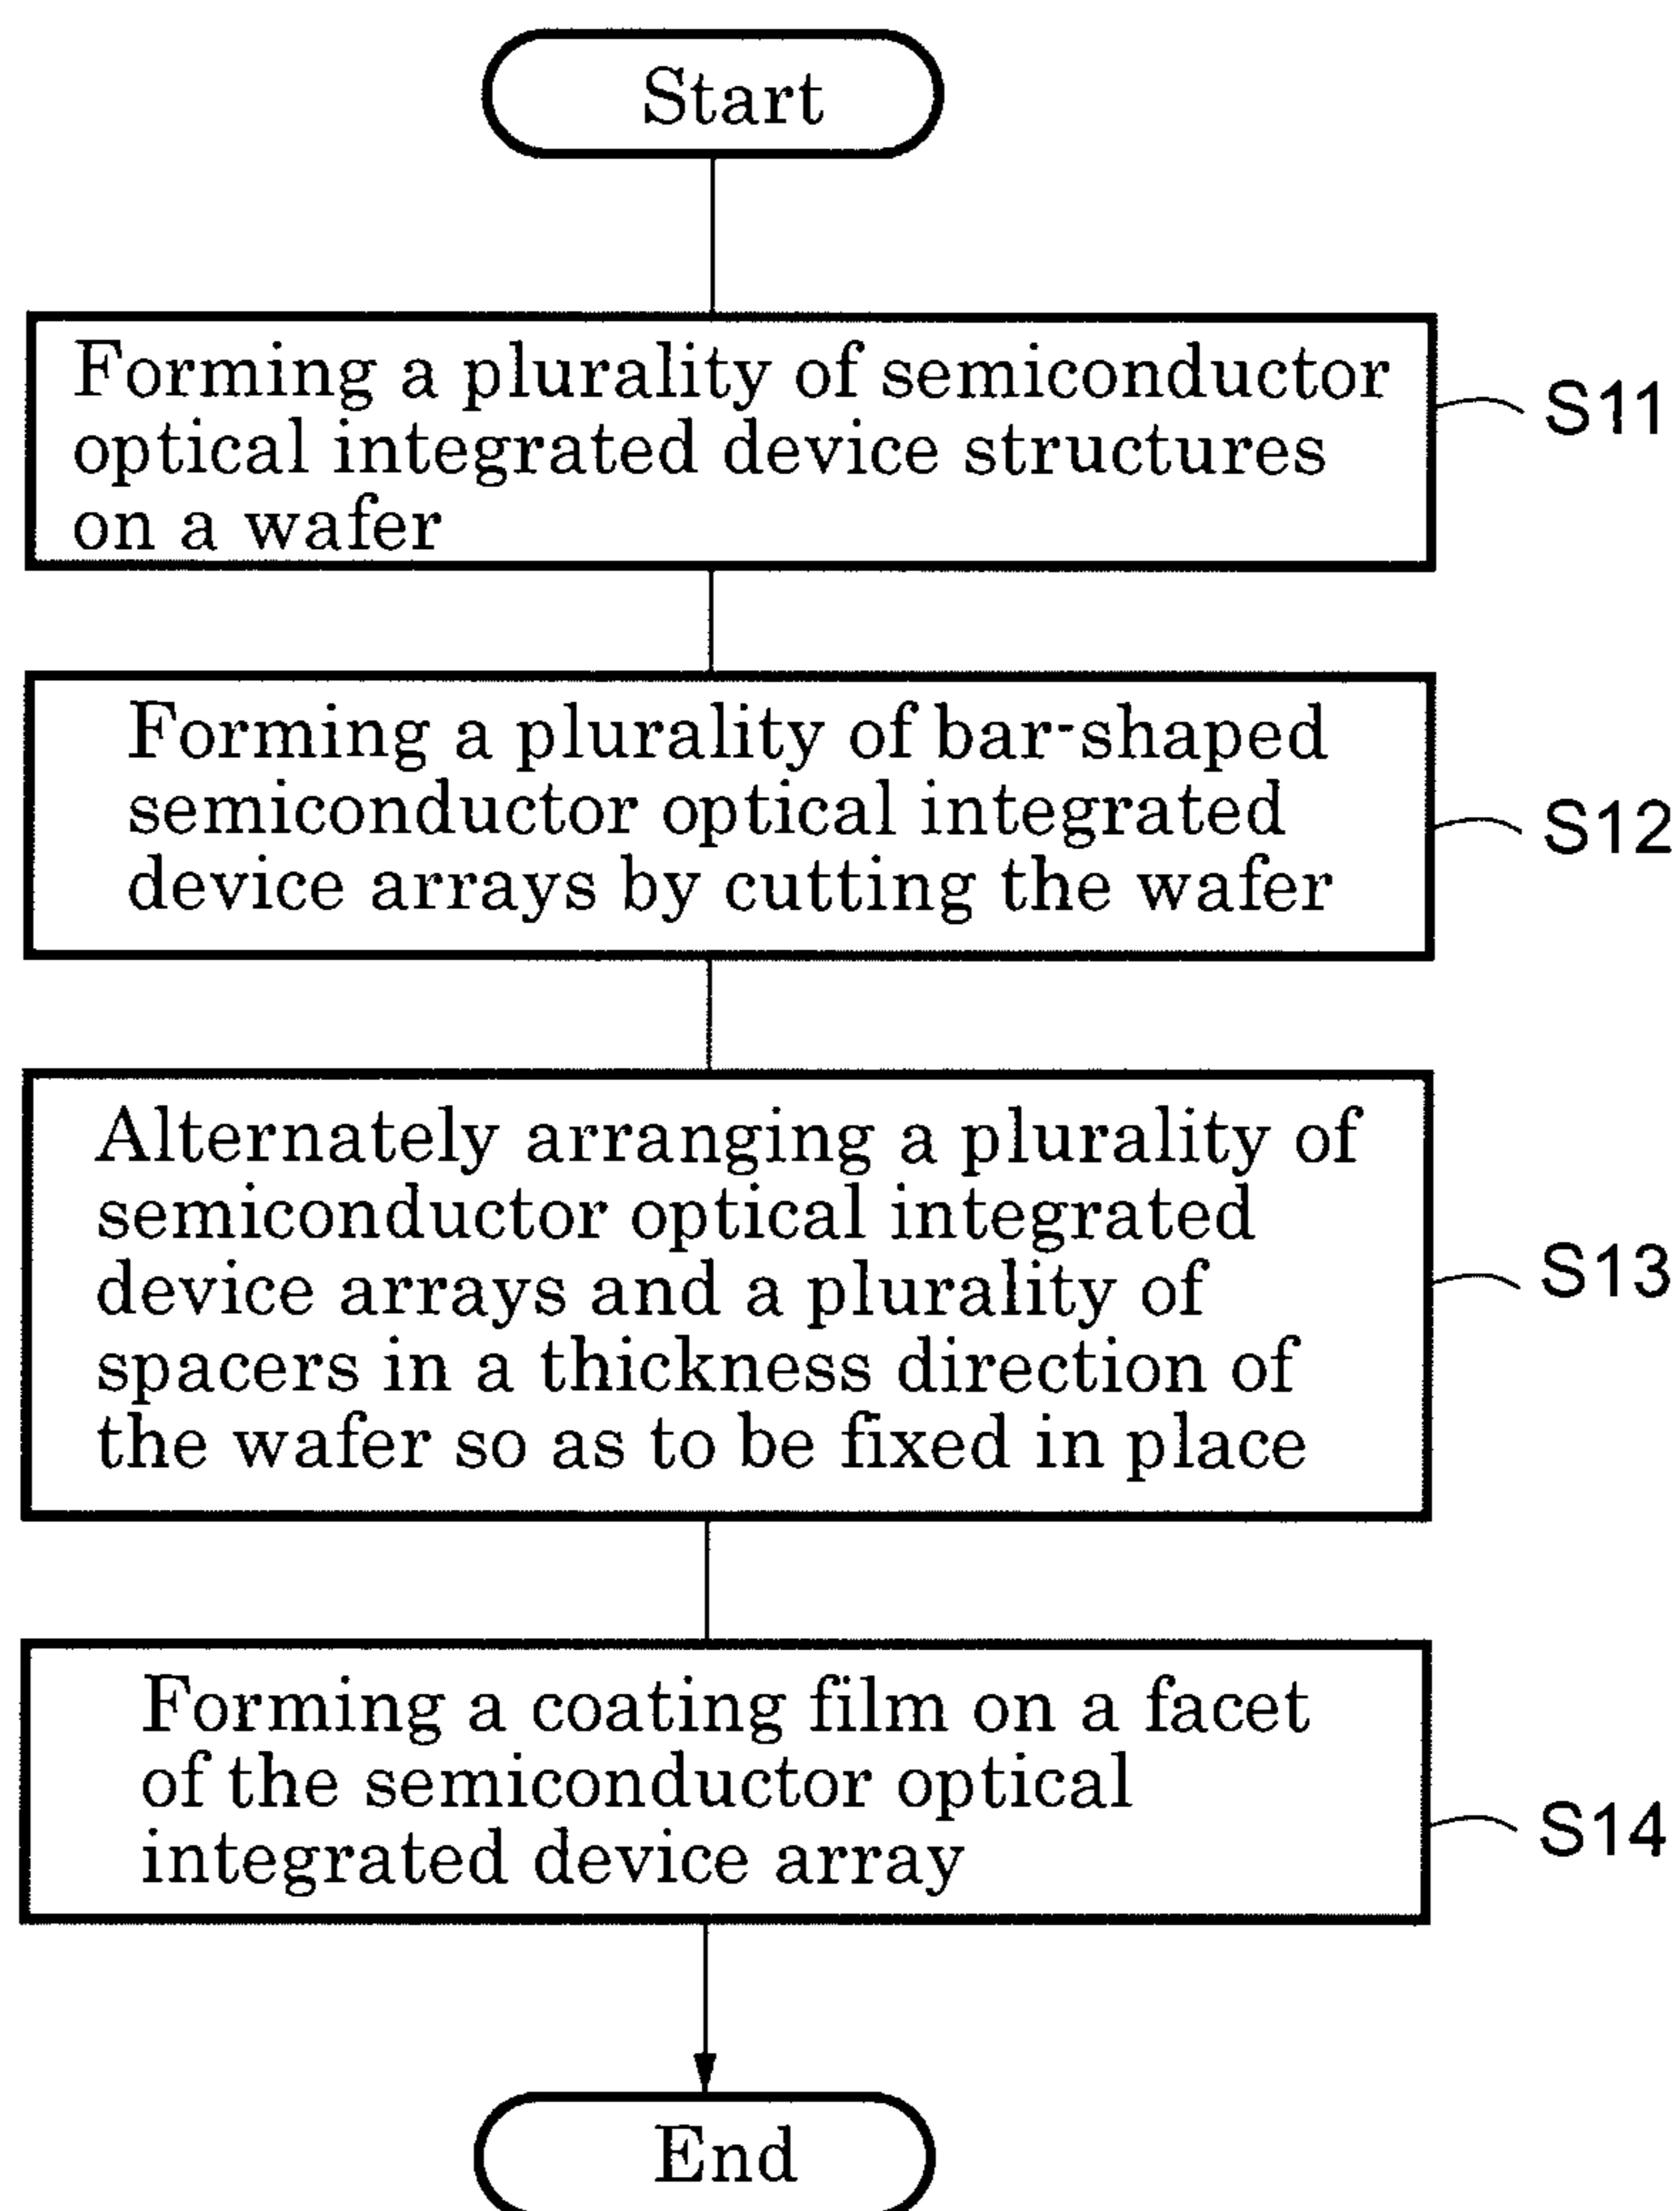 Start
Forming a plurality of semiconductor
optical integrated device structures
on a wafer
S11
Forming a plurality of bar-shaped
semiconductor optical integrated
device arrays by cutting the wafer
S12
Alternately arranging a plurality of
semiconductor optical integrated
device arrays and a plurality of
spacers in a thickness direction of
the wafer so as to be fixed in place
S13
Forming a coating film on a facet
of the semiconductor optical
integrated device array
S14
End